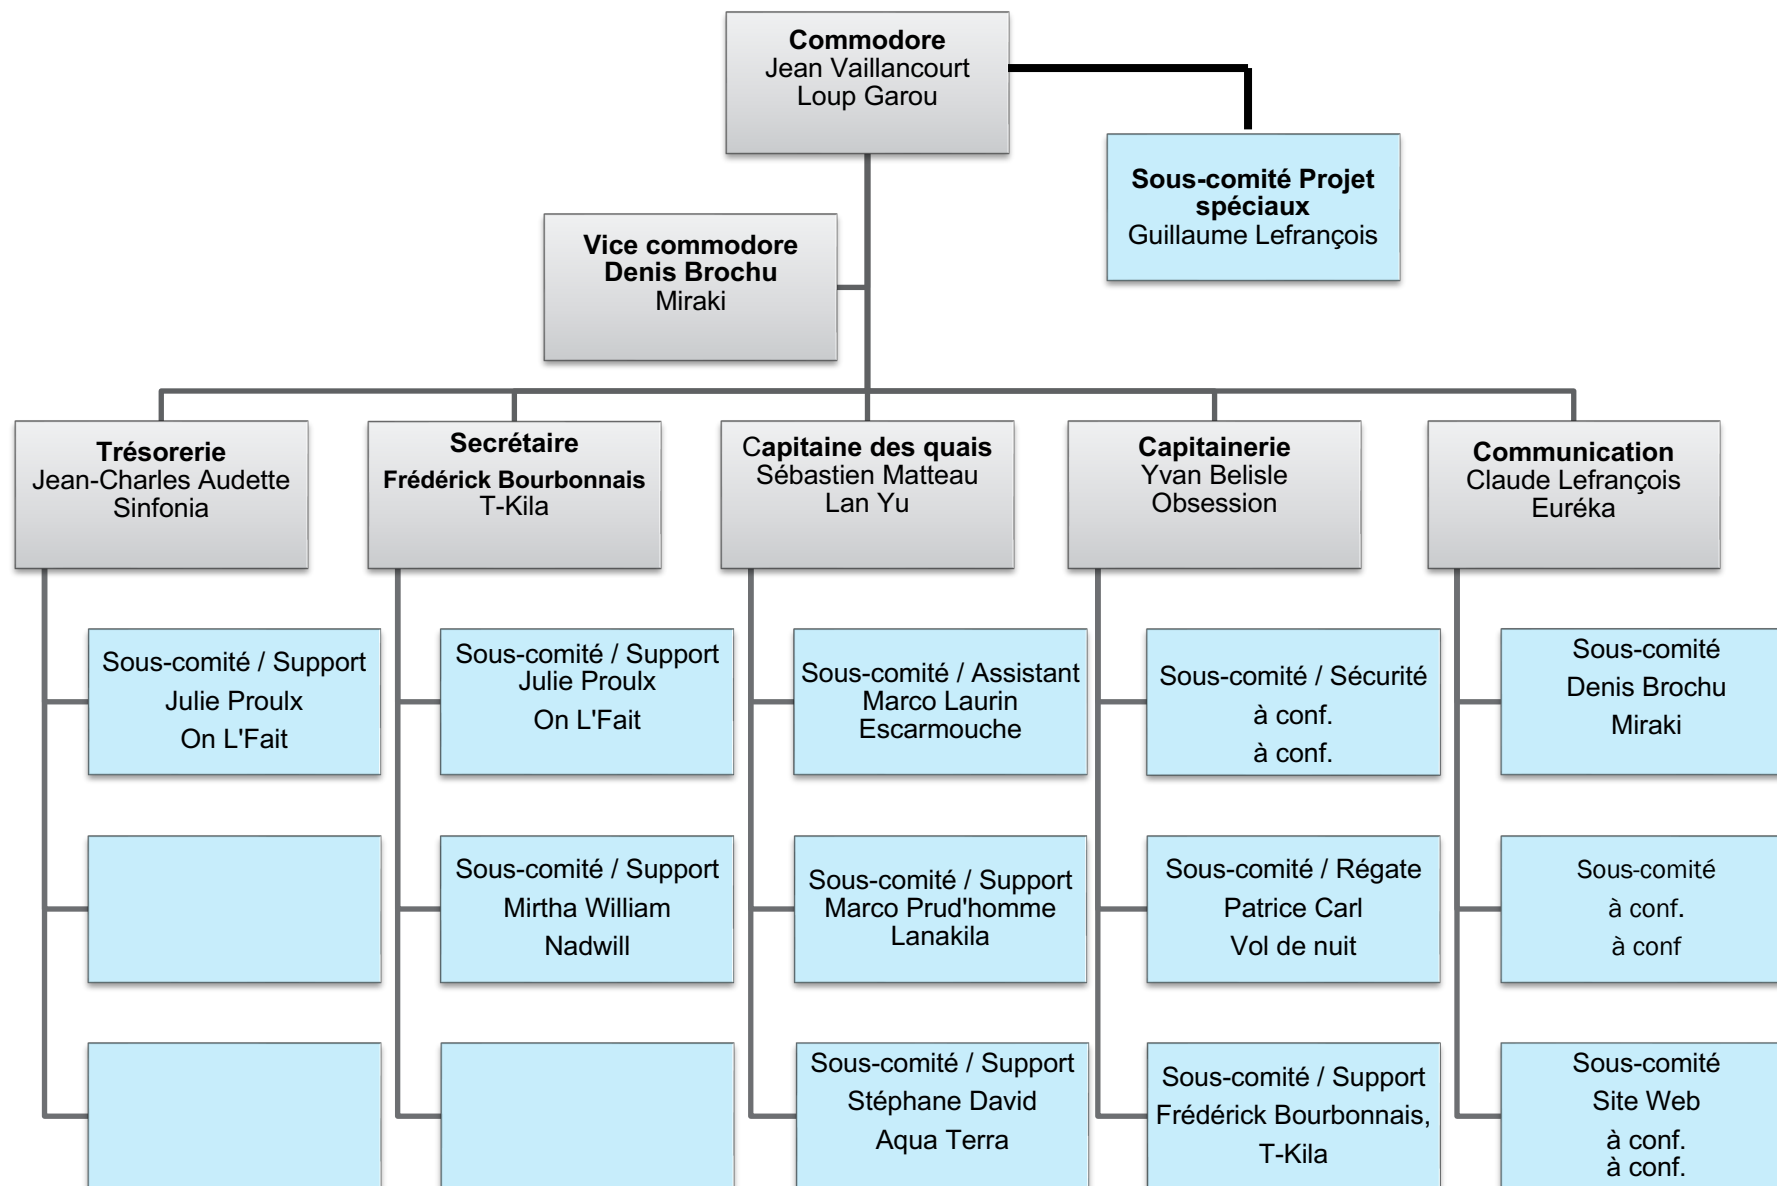 Commodore
Jean Vaillancourt
Loup Garou
Sous-comité Projet
spéciaux
Guillaume Lefrançois
Vice commodore
Denis Brochu
Miraki
Trésorerie
Jean-Charles Audette
Sinfonia
Secrétaire
Frédérick Bourbonnais
T-Kila
Capitaine des quais
Sébastien Matteau
Lan Yu
Capitainerie
Yvan Belisle
Obsession
Communication
Claude Lefrançois
Euréka
Sous-comité / Support
Julie Proulx
On L'Fait
Sous-comité / Support
Julie Proulx
On L'Fait
Sous-comité / Assistant
Marco Laurin
Escarmouche
Sous-comité / Sécurité
à conf.
à conf.
Sous-comité
Denis Brochu
Miraki
Sous-comité / Support
Mirtha William
Nadwill
Sous-comité / Support
Marco Prud'homme
Lanakila
Sous-comité / Régate
Patrice Carl
Vol de nuit
Sous-comité
à conf.
à conf
Sous-comité / Support
Stéphane David
Aqua Terra
Sous-comité / Support
Frédérick Bourbonnais,
T-Kila
Sous-comité
Site Web
à conf.
à conf.